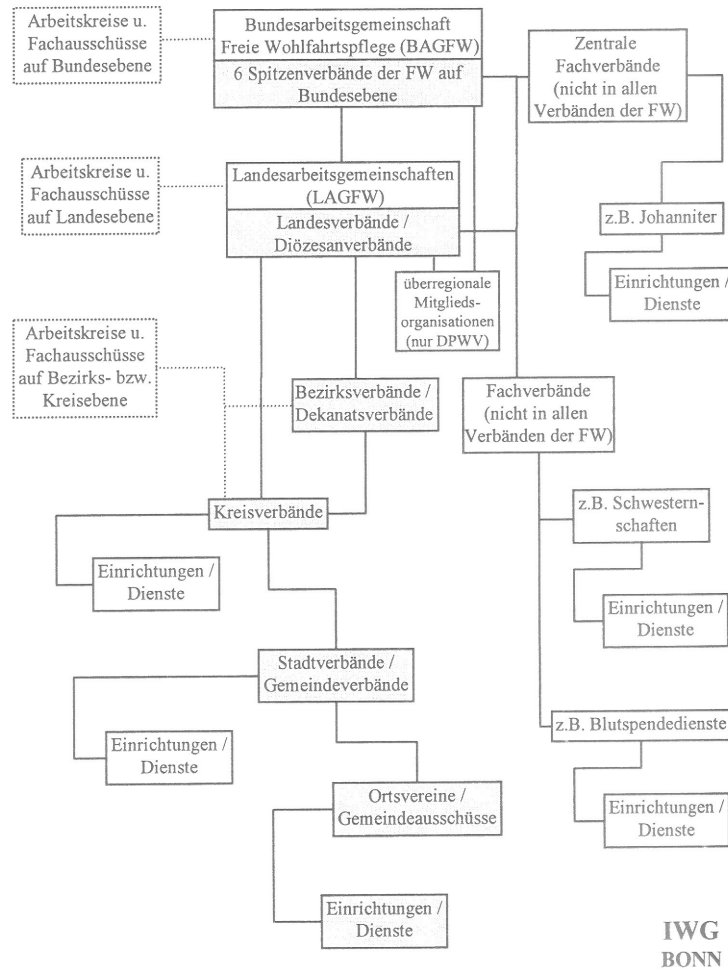 Arbeitskreise u.
Fachausschüsse
auf Bundesebene
Bundesarbeitsgemeinschaft
Freie Wohlfahrtspflege (BAGFW)
6 Spitzenverbände der FW auf
Bundesebene
Zentrale
Fachverbände
(nicht in allen
Verbänden der FW)
Arbeitskreise u.
Fachausschüsse
auf Landesebene
Landesarbeitsgemeinschaften
(LAGFW)
Landesverbände /
Diözesanverbände
z.B. Johanniter
Einrichtungen /
Dienste
überregionale
Mitglieds-
organisationen
(nur DPWV)
Arbeitskreise u.
Fachausschüsse
auf Bezirks- bzw.
Kreisebene
Bezirksverbände /
Dekanatsverbände
Fachverbände
(nicht in allen
Verbänden der FW)
Kreisverbände
z.B. Schwestern-
schaften
Einrichtungen /
Dienste
Einrichtungen /
Dienste
Stadtverbände /
Gemeindeverbände
z.B. Blutspendedienste
Einrichtungen /
Dienste
Ortsvereine /
Gemeindeausschüsse
Einrichtungen /
Dienste
Einrichtungen /
Dienste
IWG
BONN